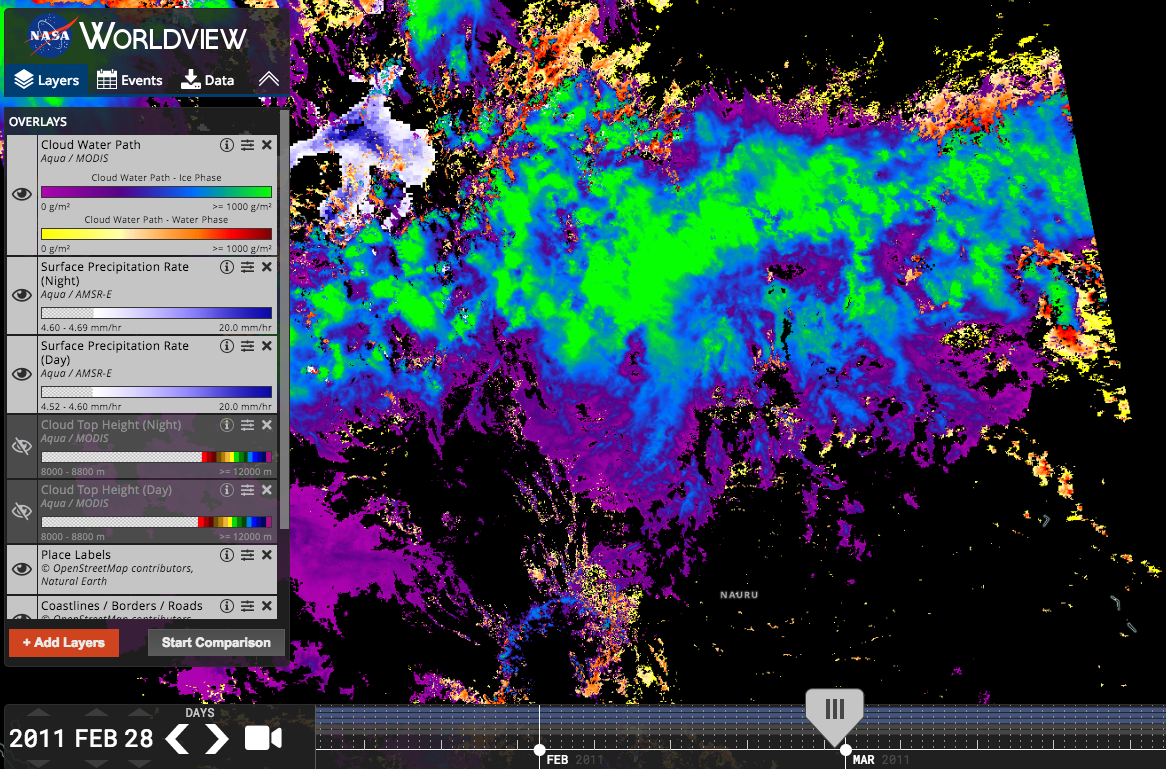 NASA WORLDVIEW
Layers Events Data
OVERLAYS
Cloud Water Path
Aqua / MODIS
Cloud Water Path - Ice Phase
0 g/m² >= 1000 g/m²
Cloud Water Path - Water Phase
0 g/m² >= 1000 g/m²
Surface Precipitation Rate
(Night)
Aqua / AMSR-E
4.60 - 4.69 mm/hr 20.0 mm/hr
Surface Precipitation Rate
(Day)
Aqua / AMSR-E
4.52 - 4.60 mm/hr 20.0 mm/hr
Cloud Top Height (Night)
Aqua / MODIS
8000 - 8800 m >= 12000 m
Cloud Top Height (Day)
Aqua / MODIS
8000 - 8800 m >= 12000 m
Place Labels
© OpenStreetMap contributors,
Natural Earth
Coastlines / Borders / Roads
© OpenStreetMap contributors,
+ Add Layers Start Comparison
NAURU
DAYS
2011 FEB 28
FEB 2011 MAR 2011